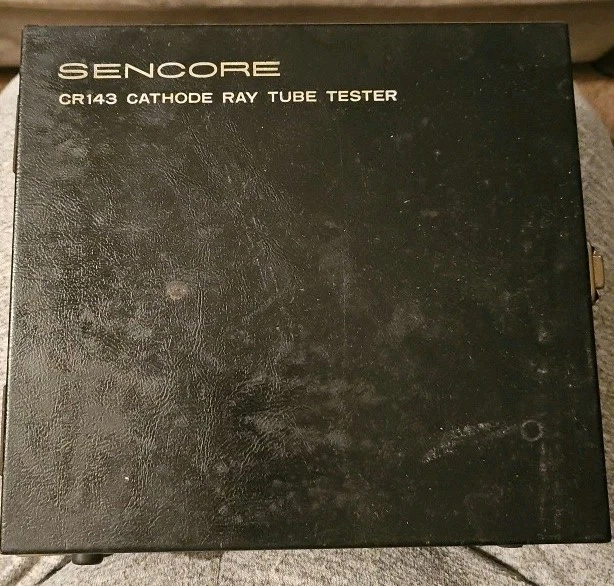 SENCORE
CR143 CATHODE RAY TUBE TESTER